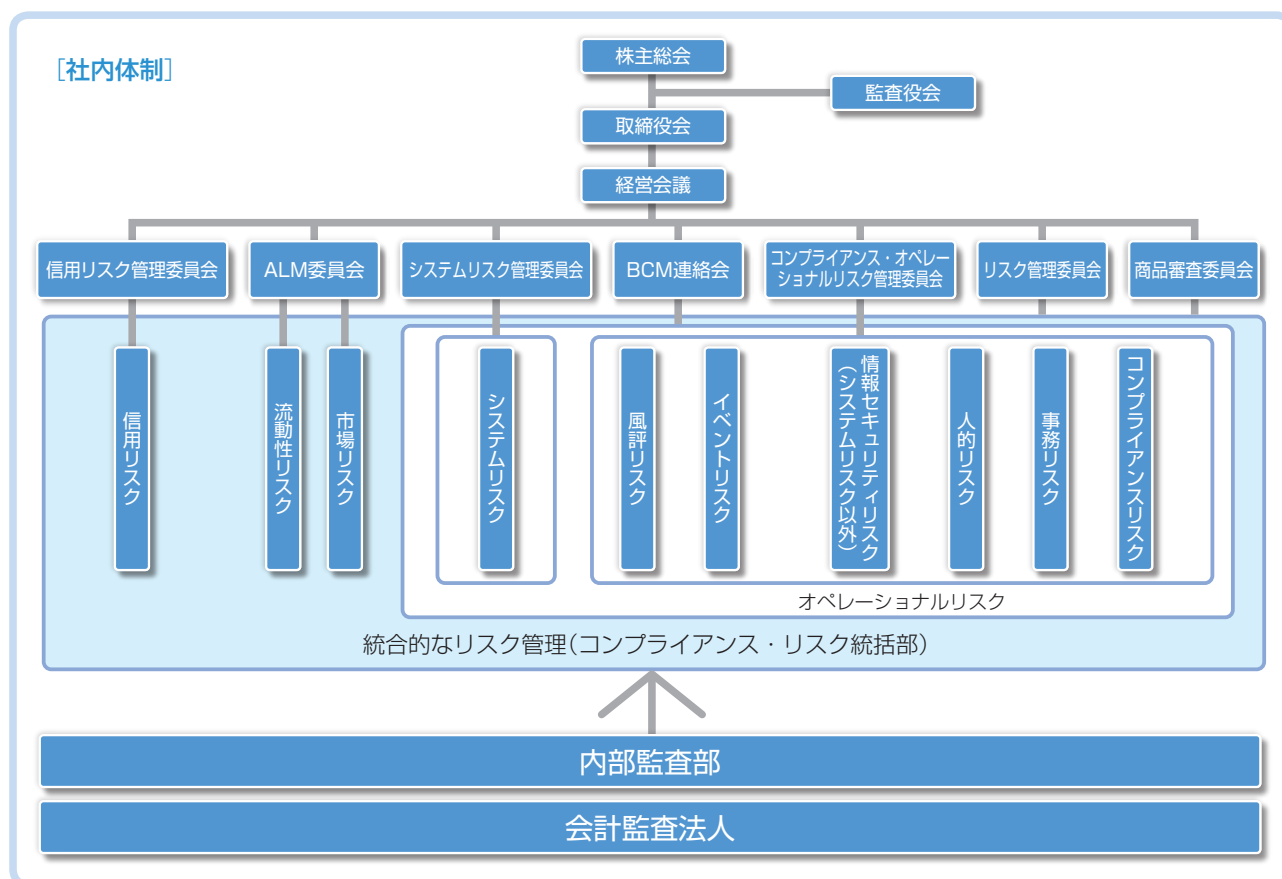 ［社内体制］
株主総会
監査役会
取締役会
経営会議
信用リスク管理委員会
ALM委員会
システムリスク管理委員会
BCM連絡会
コンプライアンス・オペレー
ショナルリスク管理委員会
リスク管理委員会
商品審査委員会
信用リスク
流動性リスク
市場リスク
システムリスク
風評リスク
イベントリスク
情報セキュリティリスク
（システムリスク以外）
人的リスク
事務リスク
コンプライアンスリスク
オペレーショナルリスク
統合的なリスク管理（コンプライアンス・リスク統括部）
内部監査部
会計監査法人